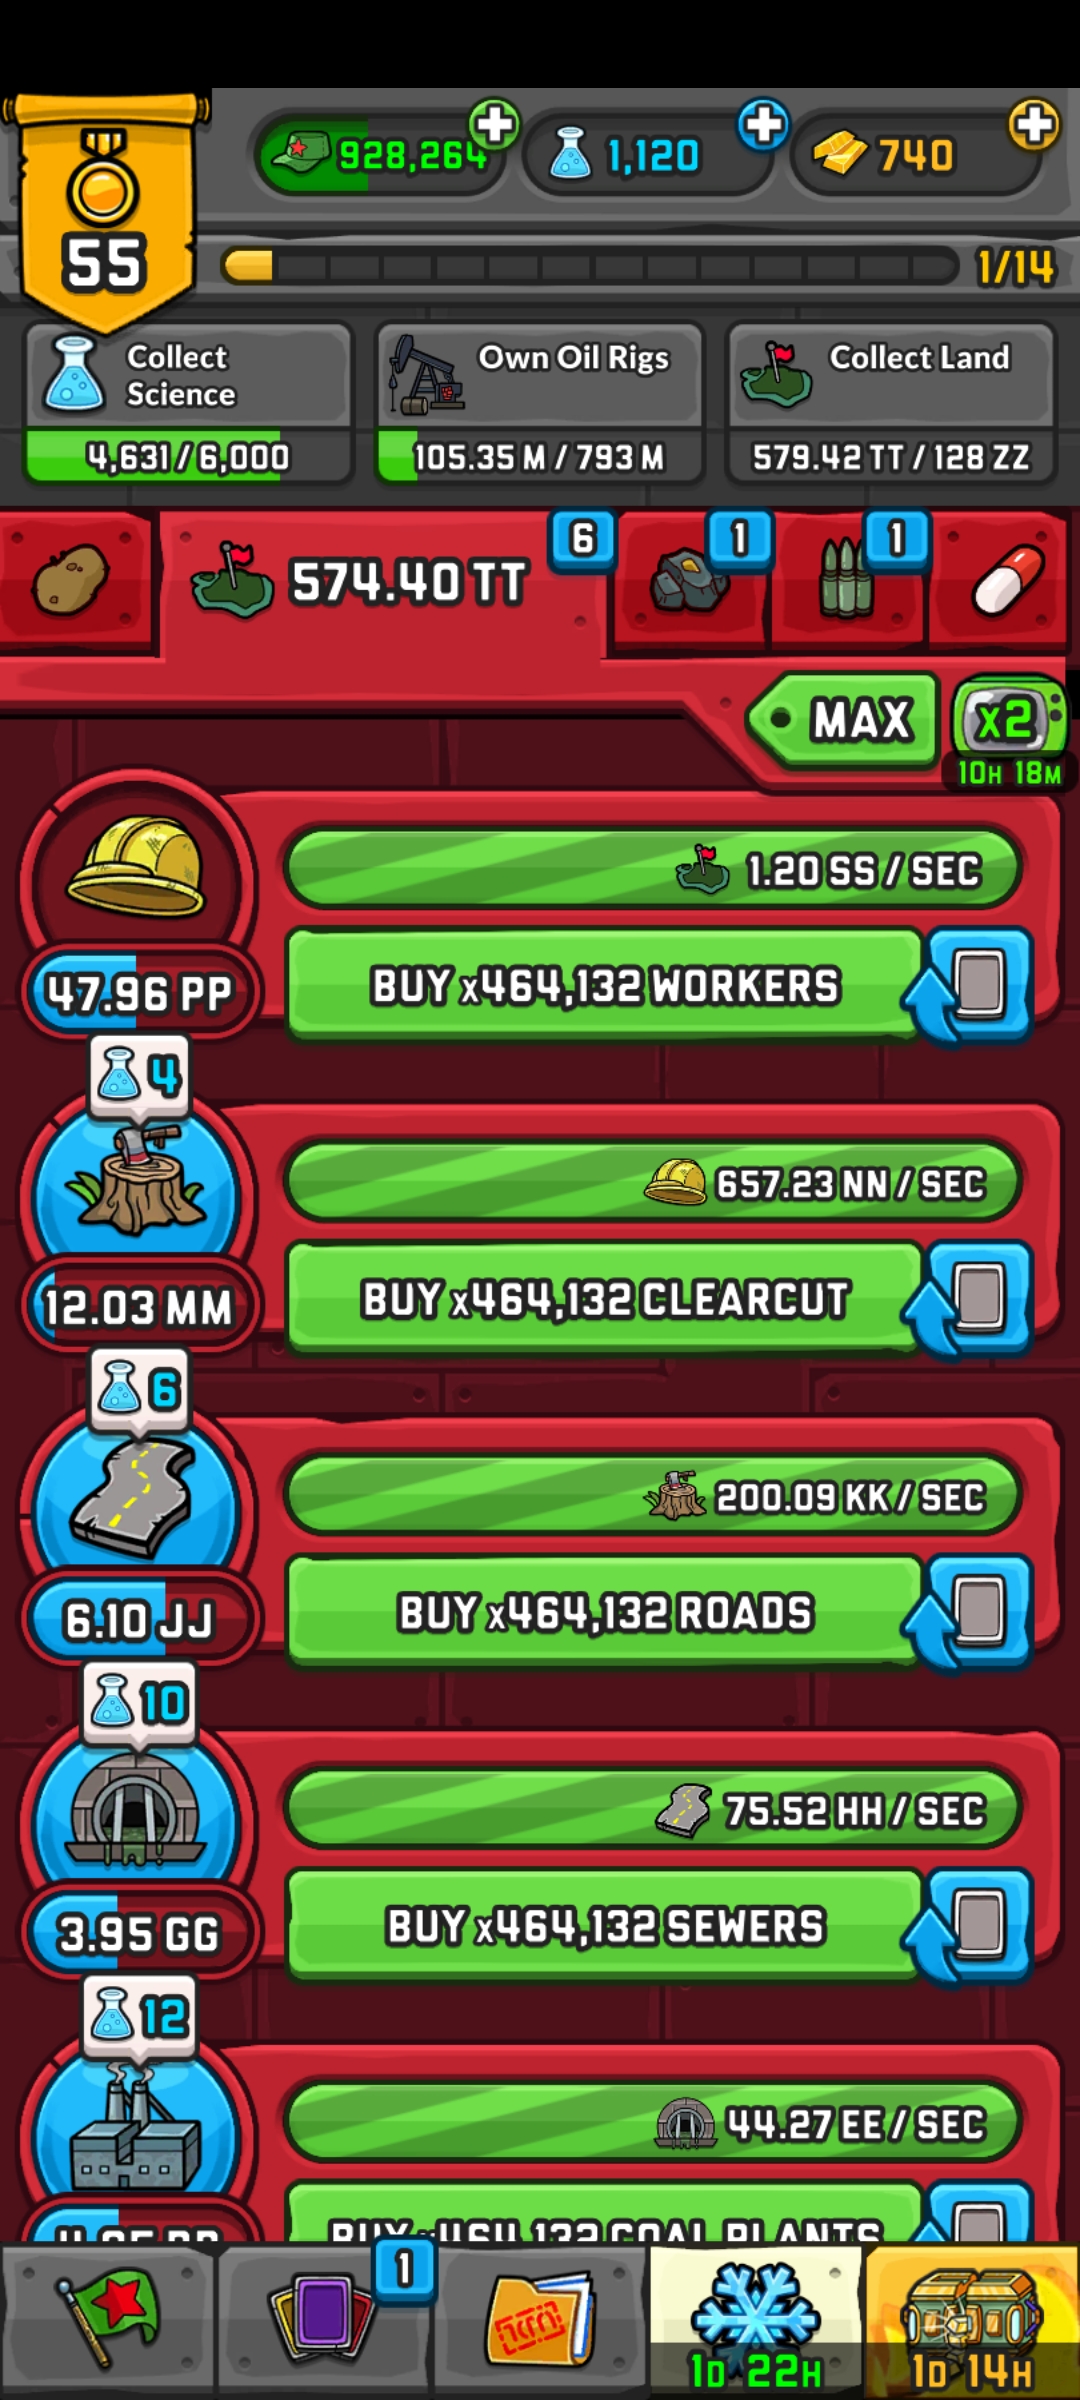 928,264
1,120
740
55
1/14
Collect
Science
4,631 / 6,000
Own Oil Rigs
105.35 M / 793 M
Collect Land
579.42 TT / 128 ZZ
574.40 TT
6
1
1
MAX
x2
10H 18M
1.20 SS / SEC
47.96 PP
BUY x464,132 WORKERS
4
657.23 NN / SEC
12.03 MM
BUY x464,132 CLEARCUT
6
200.09 KK / SEC
6.10 JJ
BUY x464,132 ROADS
10
75.52 HH / SEC
3.95 GG
BUY x464,132 SEWERS
12
44.27 EE / SEC
BUY x464,132 COAL PLANTS
1
1D 22H
1D 14H